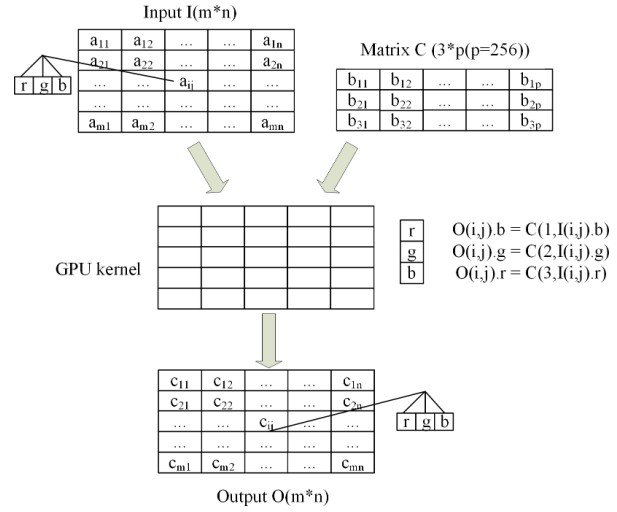 Input I(m*n)
a11 a12 ... ... a1n
a21 a22 ... ... a2n
... ... aij ... ...
... ... ... ... ...
am1 am2 ... ... amn
r g b
Matrix C (3*p(p=256))
b11 b12 ... ... b1p
b21 b22 ... ... b2p
b31 b32 ... ... b3p
GPU kernel
r O(i,j).b = C(1,I(i,j).b)
g O(i,j).g = C(2,I(i,j).g)
b O(i,j).r = C(3,I(i,j).r)
c11 c12 ... ... c1n
c21 c22 ... ... c2n
... ... cij ... ...
... ... ... ... ...
cm1 cm2 ... ... cmn
r g b
Output O(m*n)